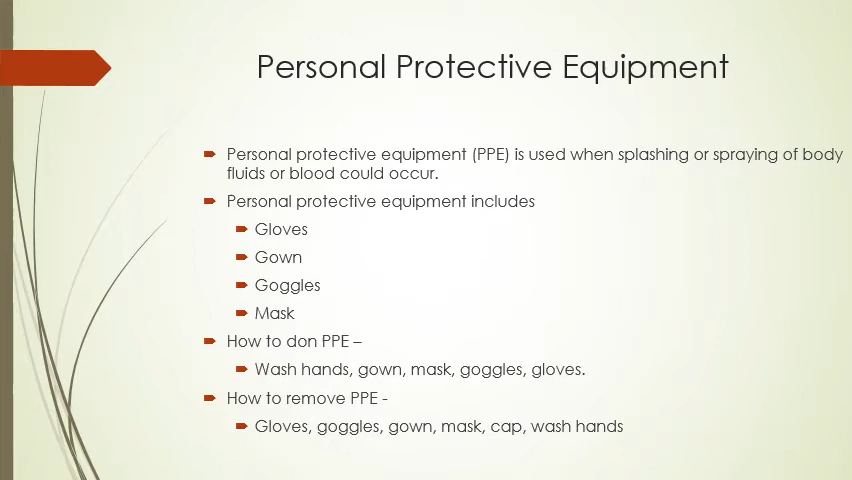 Personal Protective Equipment
Personal protective equipment (PPE) is used when splashing or spraying of body
fluids or blood could occur.
Personal protective equipment includes
Gloves
Gown
Goggles
Mask
How to don PPE –
Wash hands, gown, mask, goggles, gloves.
How to remove PPE -
Gloves, goggles, gown, mask, cap, wash hands